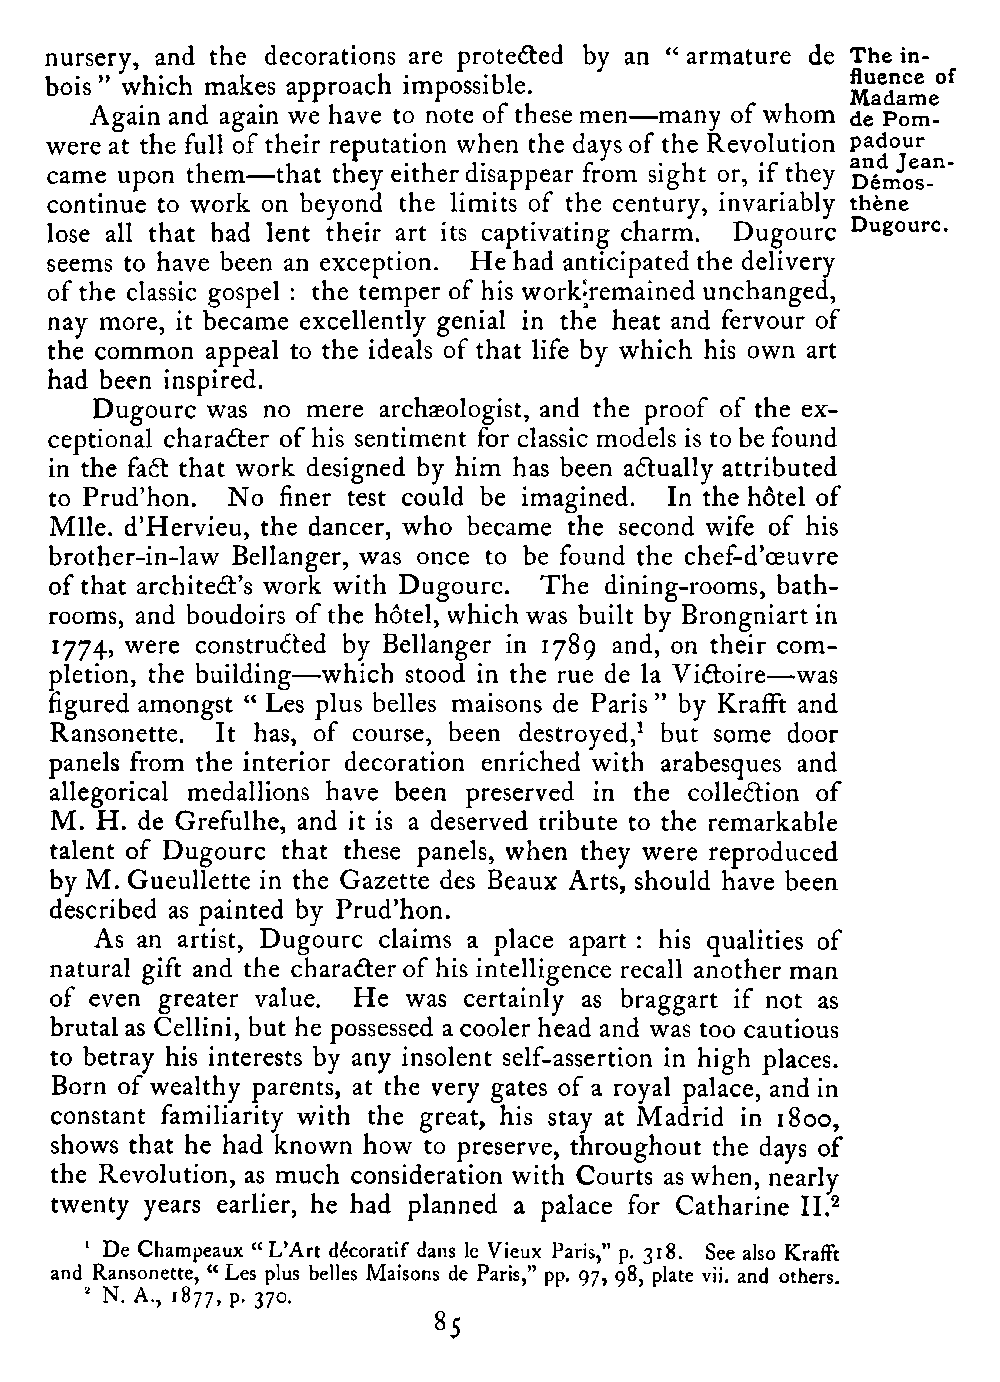 nursery, and the decorations are protected by an “ armature de
bois ” which makes approach impossible.
Again and again we have to note of these men—many of whom
were at the full of their reputation when the days of the Revolution
came upon them—that they either disappear from sight or, if they
continue to work on beyond the limits of the century, invariably
lose all that had lent their art its captivating charm. Dugourc
seems to have been an exception. He had anticipated the delivery
of the classic gospel : the temper of his work remained unchanged,
nay more, it became excellently genial in the heat and fervour of
the common appeal to the ideals of that life by which his own art
had been inspired.
Dugourc was no mere archæologist, and the proof of the ex-
ceptional character of his sentiment for classic models is to be found
in the fact that work designed by him has been actually attributed
to Prud'hon. No finer test could be imagined. In the hôtel of
Mlle. d'Hervieu, the dancer, who became the second wife of his
brother-in-law Bellanger, was once to be found the chef-d'œuvre
of that architect's work with Dugourc. The dining-rooms, bath-
rooms, and boudoirs of the hôtel, which was built by Brongniart in
1774, were constructed by Bellanger in 1789 and, on their com-
pletion, the building—which stood in the rue de la Victoire—was
figured amongst “ Les plus belles maisons de Paris ” by Krafft and
Ransonette. It has, of course, been destroyed,¹ but some door
panels from the interior decoration enriched with arabesques and
allegorical medallions have been preserved in the collection of
M. H. de Grefulhe, and it is a deserved tribute to the remarkable
talent of Dugourc that these panels, when they were reproduced
by M. Gueullette in the Gazette des Beaux Arts, should have been
described as painted by Prud'hon.
As an artist, Dugourc claims a place apart : his qualities of
natural gift and the character of his intelligence recall another man
of even greater value. He was certainly as braggart if not as
brutal as Cellini, but he possessed a cooler head and was too cautious
to betray his interests by any insolent self-assertion in high places.
Born of wealthy parents, at the very gates of a royal palace, and in
constant familiarity with the great, his stay at Madrid in 1800,
shows that he had known how to preserve, throughout the days of
the Revolution, as much consideration with Courts as when, nearly
twenty years earlier, he had planned a palace for Catharine II.²
The in-
fluence of
Madame
de Pom-
padour
and Jean-
Démos-
thène
Dugourc.
¹ De Champeaux “ L'Art décoratif dans le Vieux Paris,” p. 318. See also Krafft
and Ransonette, “ Les plus belles Maisons de Paris,” pp. 97, 98, plate vii. and others.
² N. A., 1877, p. 370.
85